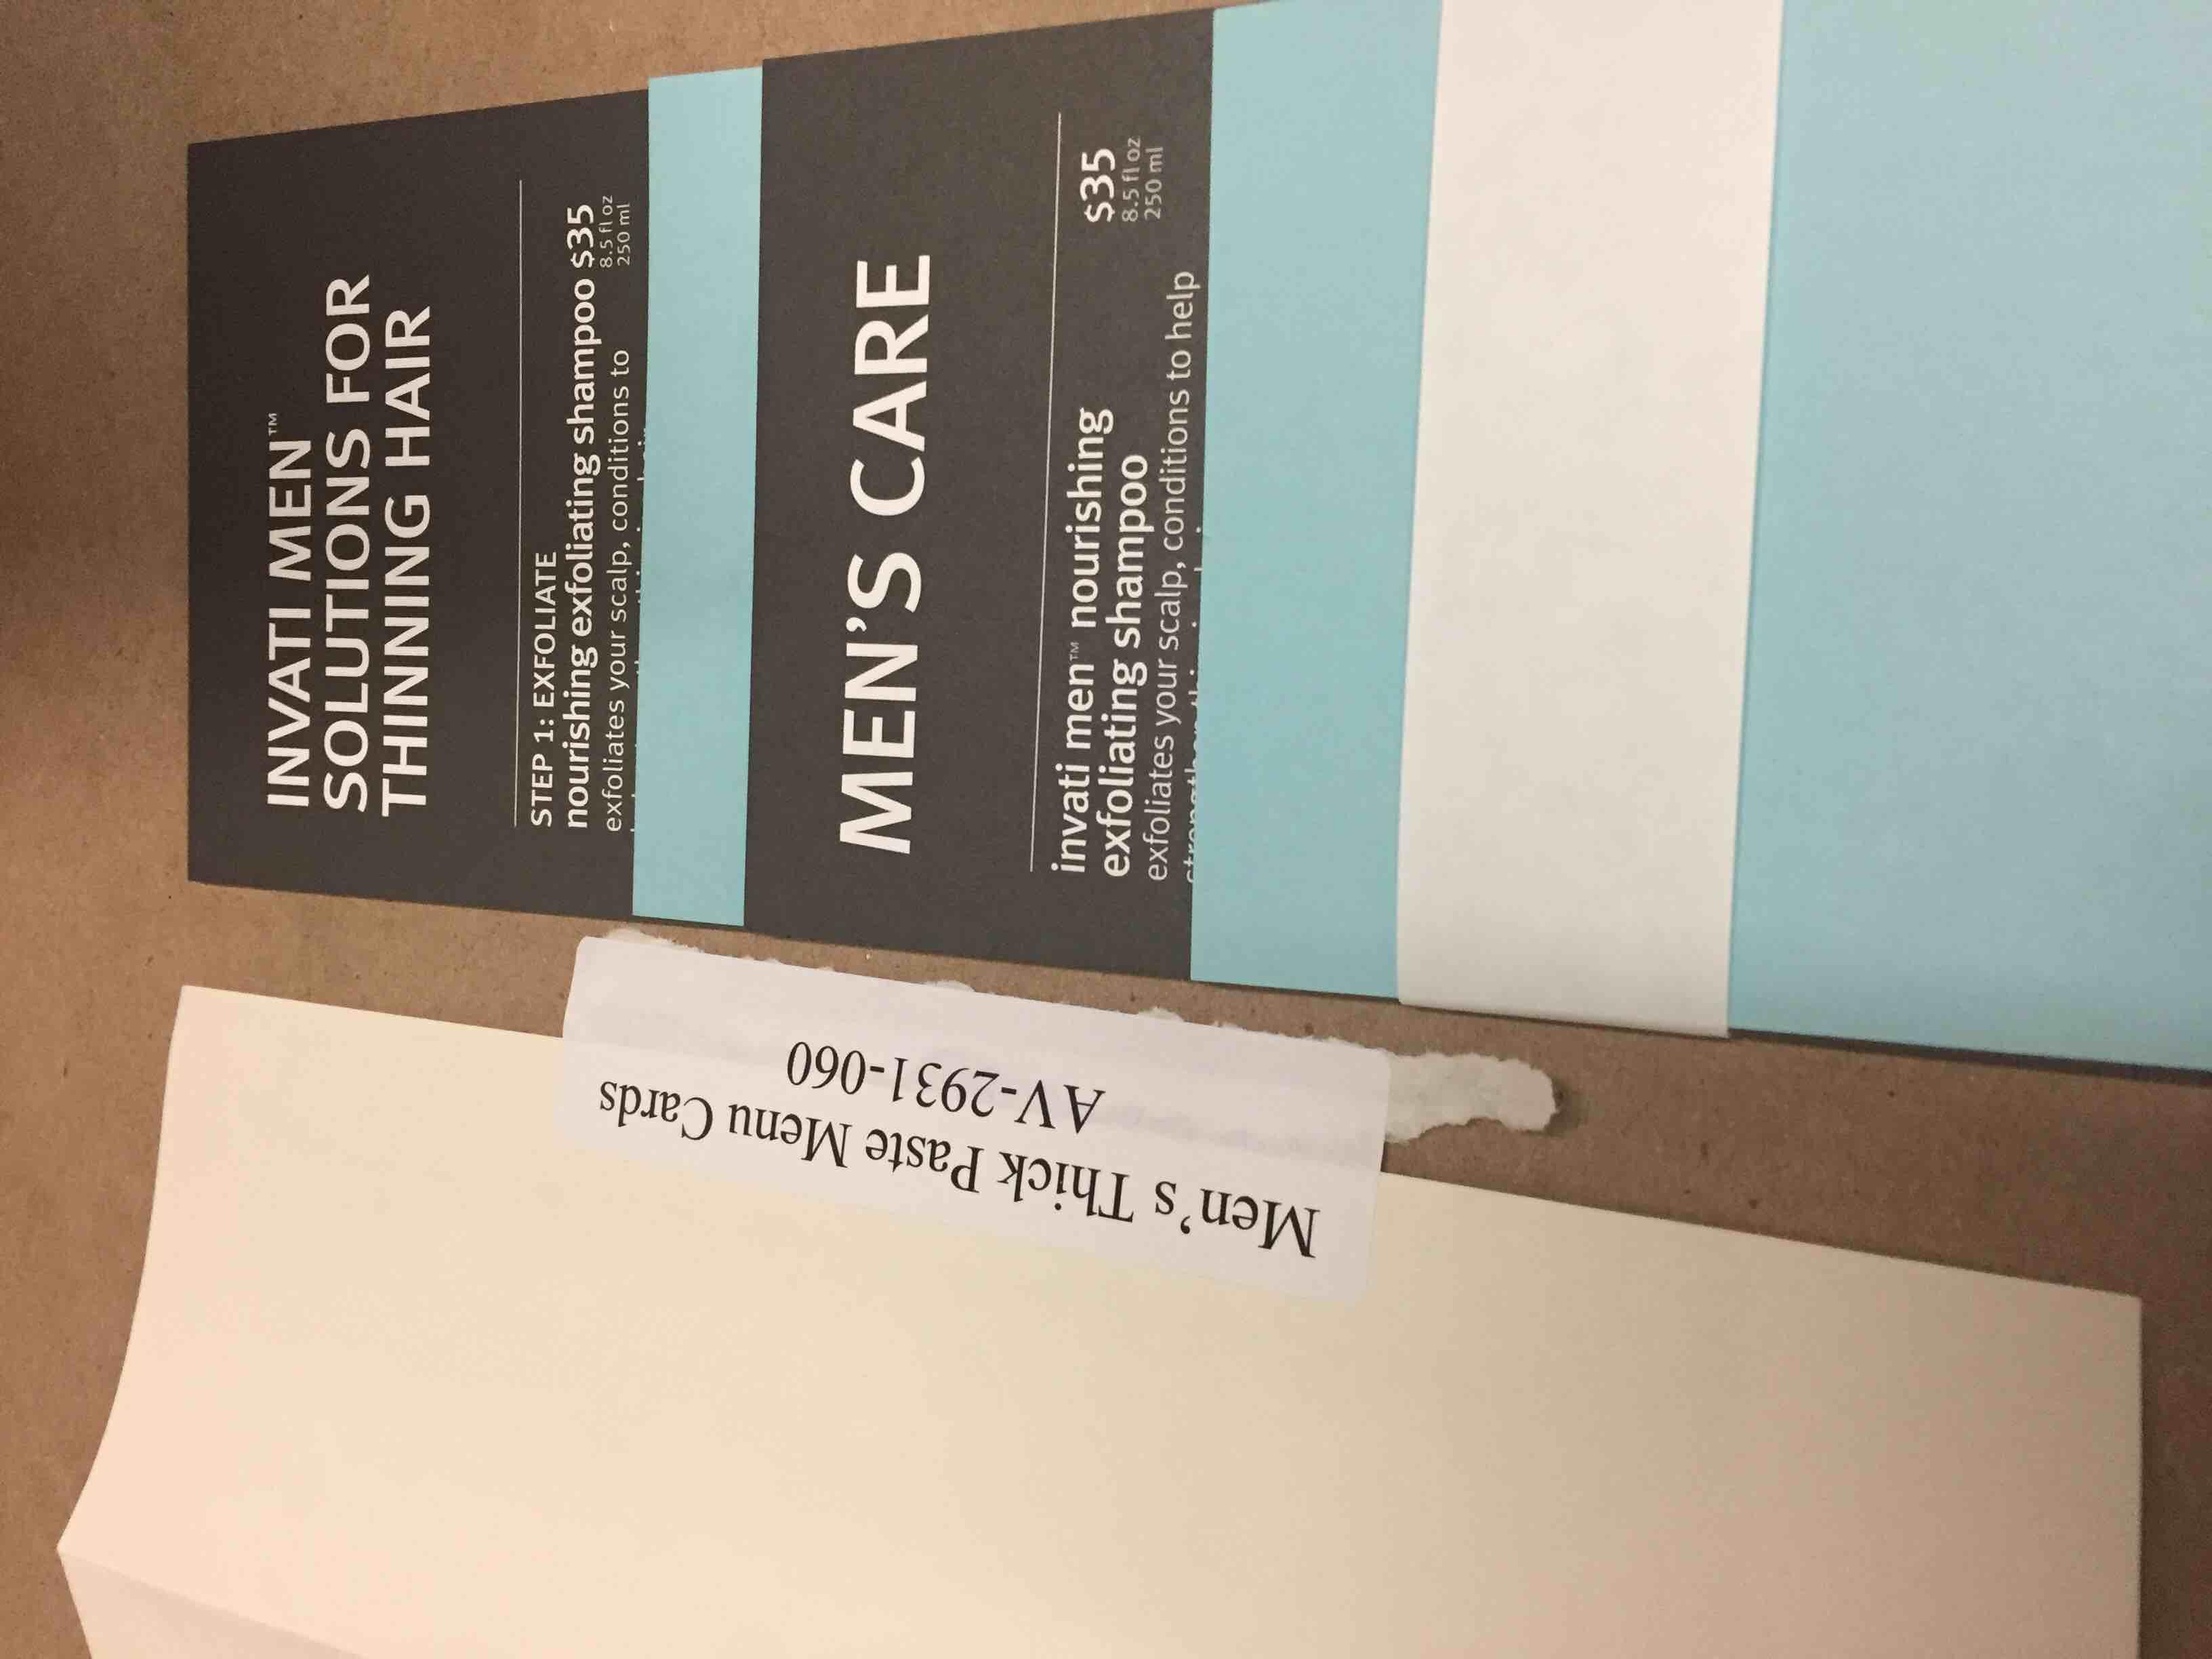 INVATI MEN™
SOLUTIONS FOR
THINNING HAIR
STEP 1: EXFOLIATE
nourishing exfoliating shampoo $35
8.5 fl oz
exfoliates your scalp, conditions to
250 ml
MEN'S CARE
invati men™ nourishing
$35
exfoliating shampoo
8.5 fl oz
250 ml
exfoliates your scalp, conditions to help
Men's Thick Paste Menu Cards
AV-2931-060